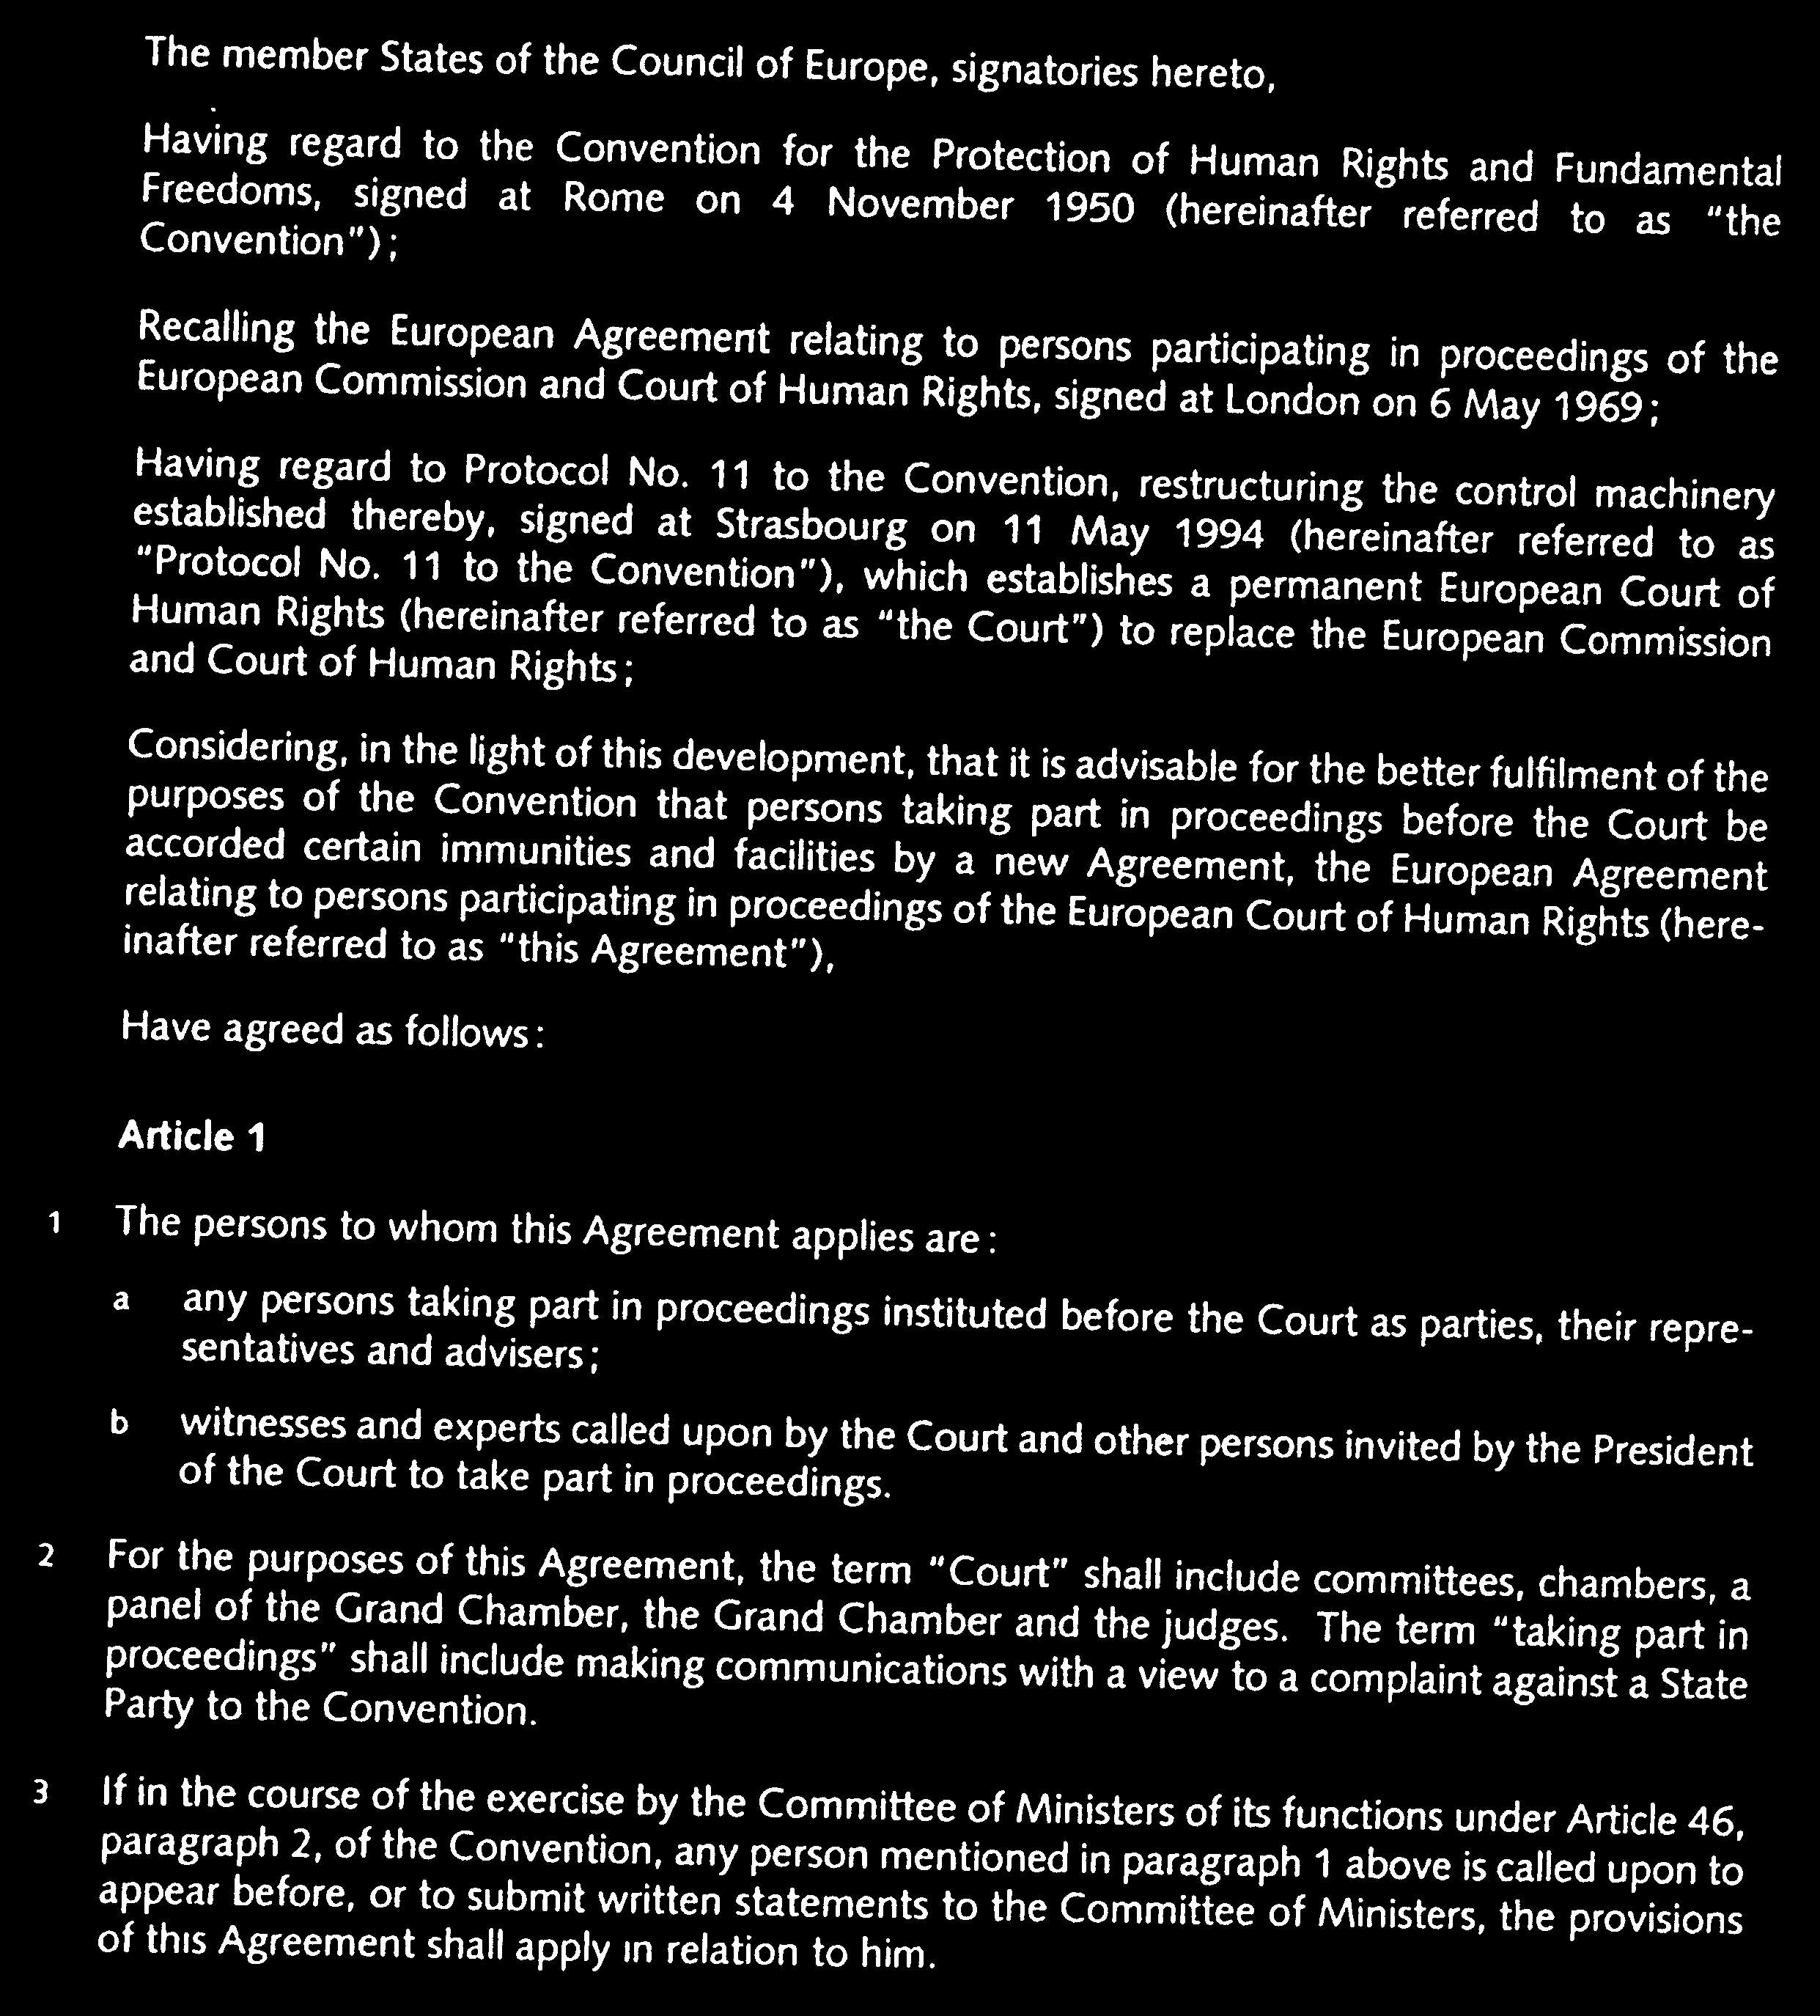 The member States of the Council of Europe, signatories hereto,
Having regard to the Convention for the Protection of Human Rights and Fundamental
Freedoms, signed at Rome on 4 November 1950 (hereinafter referred to as "the
Convention");
Recalling the European Agreement relating to persons participating in proceedings of the
European Commission and Court of Human Rights, signed at London on 6 May 1969;
Having regard to Protocol No. 11 to the Convention, restructuring the control machinery
established thereby, signed at Strasbourg on 11 May 1994 (hereinafter referred to as
"Protocol No. 11 to the Convention"), which establishes a permanent European Court of
Human Rights (hereinafter referred to as "the Court") to replace the European Commission
and Court of Human Rights;
Considering, in the light of this development, that it is advisable for the better fulfilment of the
purposes of the Convention that persons taking part in proceedings before the Court be
accorded certain immunities and facilities by a new Agreement, the European Agreement
relating to persons participating in proceedings of the European Court of Human Rights (here-
inafter referred to as "this Agreement"),
Have agreed as follows:
Article 1
1 The persons to whom this Agreement applies are:
a any persons taking part in proceedings instituted before the Court as parties, their repre-
sentatives and advisers;
b witnesses and experts called upon by the Court and other persons invited by the President
of the Court to take part in proceedings.
2 For the purposes of this Agreement, the term "Court" shall include committees, chambers, a
panel of the Grand Chamber, the Grand Chamber and the judges. The term "taking part in
proceedings" shall include making communications with a view to a complaint against a State
Party to the Convention.
3 If in the course of the exercise by the Committee of Ministers of its functions under Article 46,
paragraph 2, of the Convention, any person mentioned in paragraph 1 above is called upon to
appear before, or to submit written statements to the Committee of Ministers, the provisions
of this Agreement shall apply in relation to him.